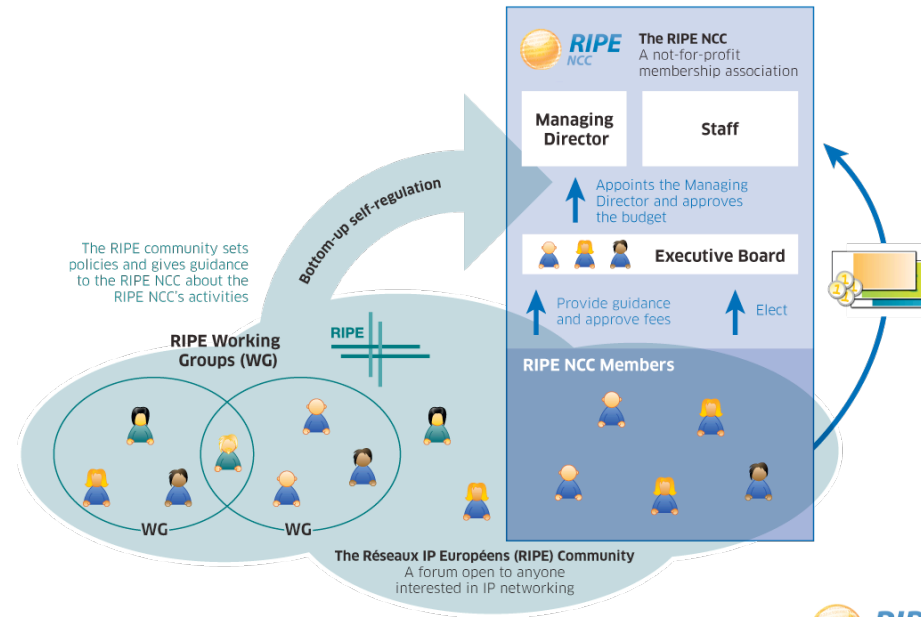 RIPE
NCC
The RIPE NCC
A not-for-profit
membership association
Managing
Director
Staff
Appoints the Managing
Director and approves
the budget
Bottom-up self-regulation
The RIPE community sets
policies and gives guidance
to the RIPE NCC about the
RIPE NCC's activities
Executive Board
Provide guidance
and approve fees
Elect
RIPE Working
Groups (WG)
RIPE
RIPE NCC Members
WG
WG
The Réseaux IP Européens (RIPE) Community
A forum open to anyone
interested in IP networking